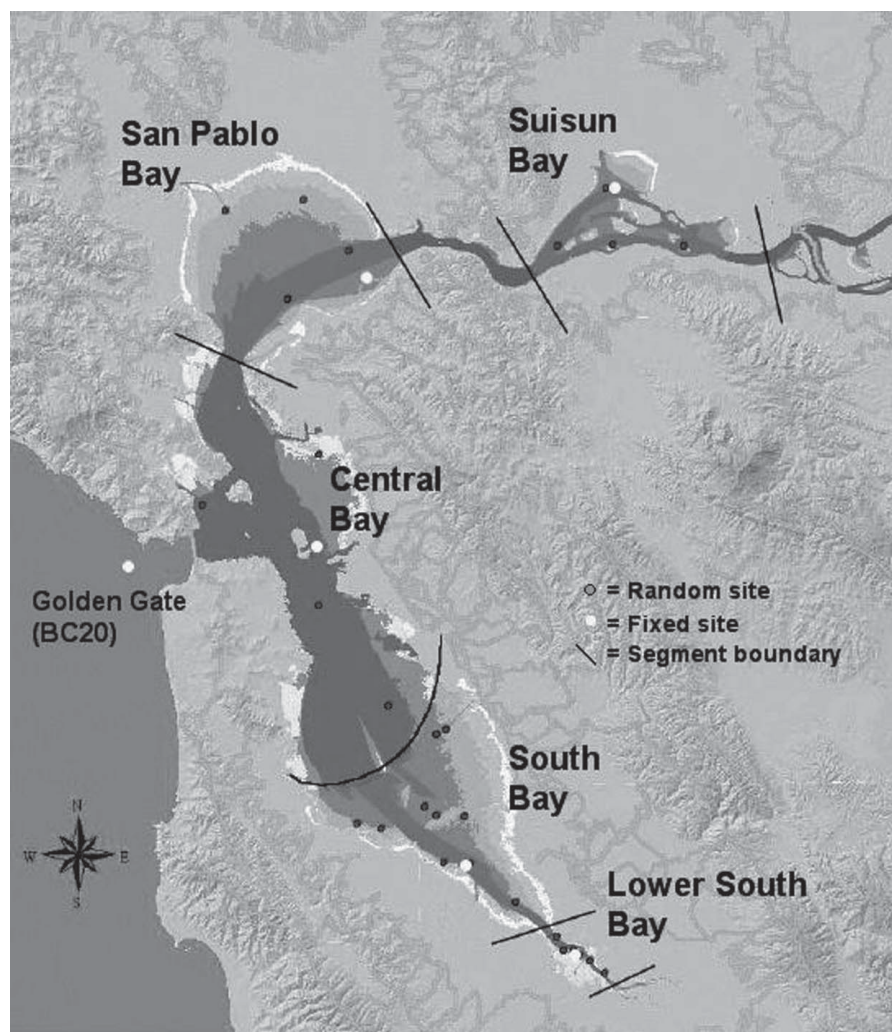 San Pablo
Bay
Suisun
Bay
Central
Bay
Golden Gate
(BC20)
= Random site
= Fixed site
= Segment boundary
South
Bay
N
W E
S
Lower South
Bay